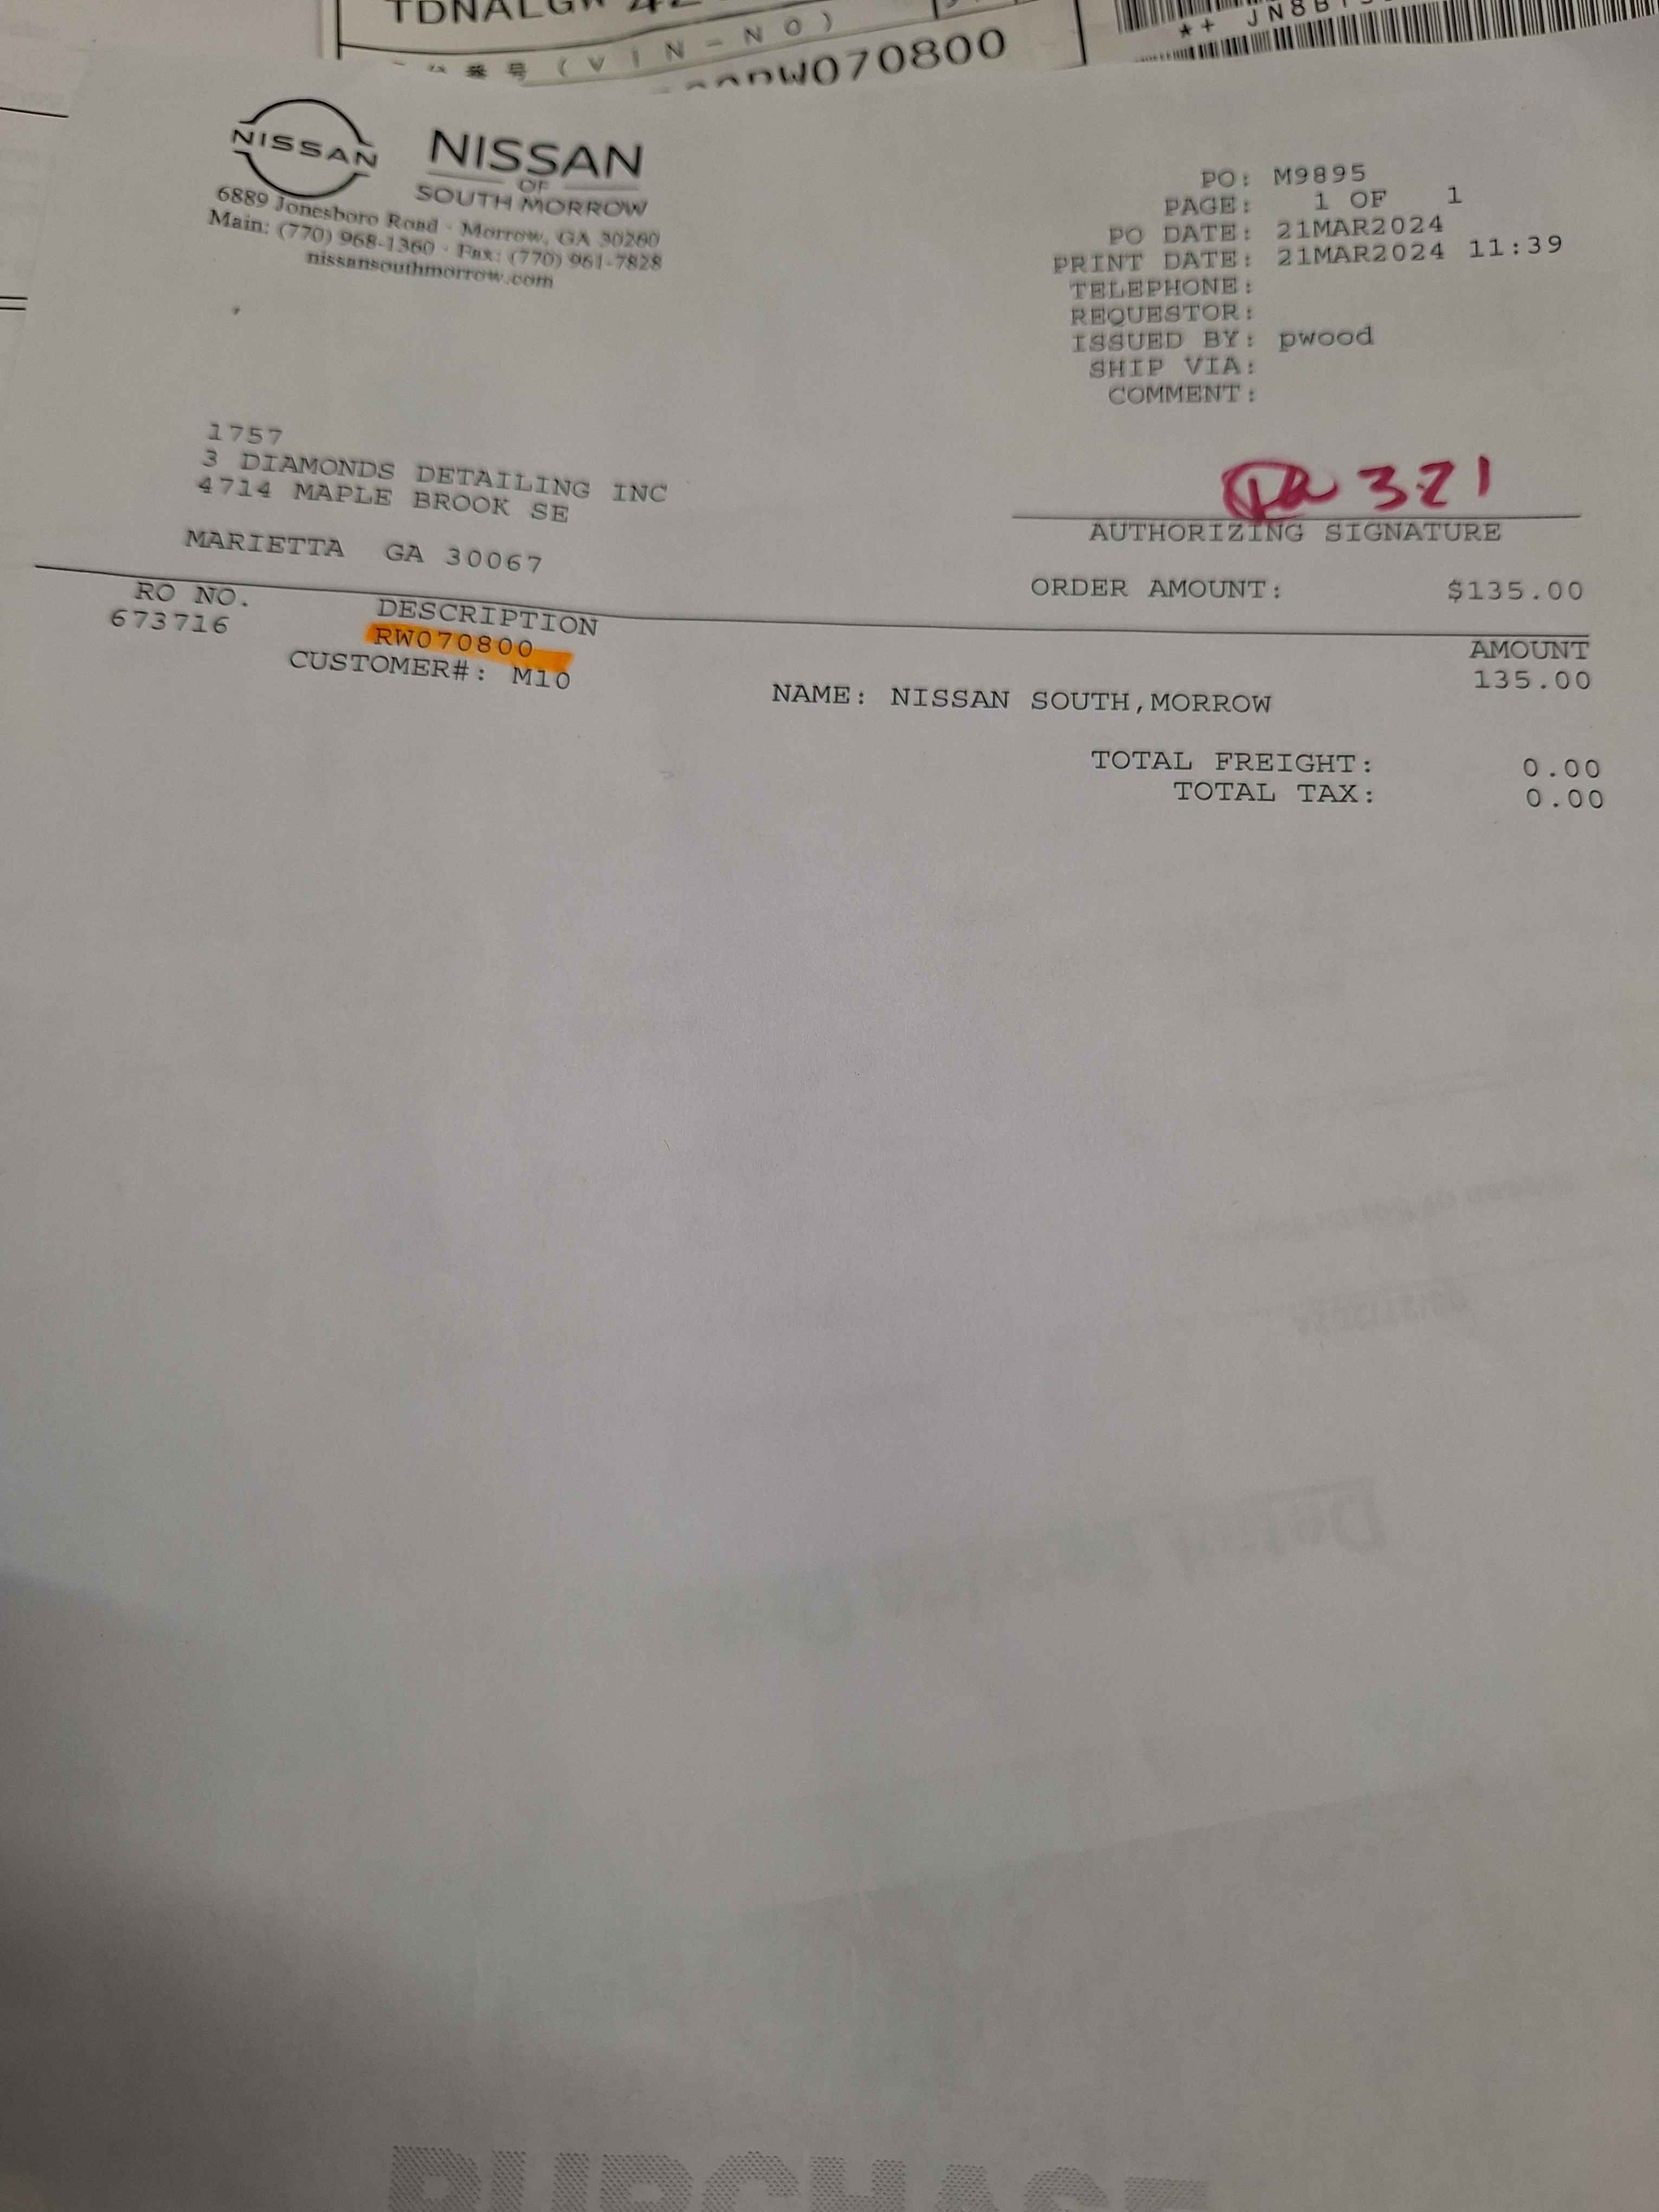 (VIN-NO)
W070800
** JN8B
NISSAN
NISSAN
OF
SOUTH MORROW
6889 Jonesboro Road · Morrow, GA 30260
Main: (770) 968-1360 · Fax: (770) 961-7828
nissansouthmorrow.com
PO: M9895
PAGE: 1 OF 1
PO DATE: 21MAR2024
PRINT DATE: 21MAR2024 11:39
TELEPHONE:
REQUESTOR:
ISSUED BY: pwood
SHIP VIA:
COMMENT:
1757
3 DIAMONDS DETAILING INC
4714 MAPLE BROOK SE
MARIETTA GA 30067
321
AUTHORIZING SIGNATURE
ORDER AMOUNT: $135.00
RO NO. DESCRIPTION AMOUNT
673716 RW070800 135.00
CUSTOMER#: M10 NAME: NISSAN SOUTH,MORROW
TOTAL FREIGHT: 0.00
TOTAL TAX: 0.00
PURCHASE